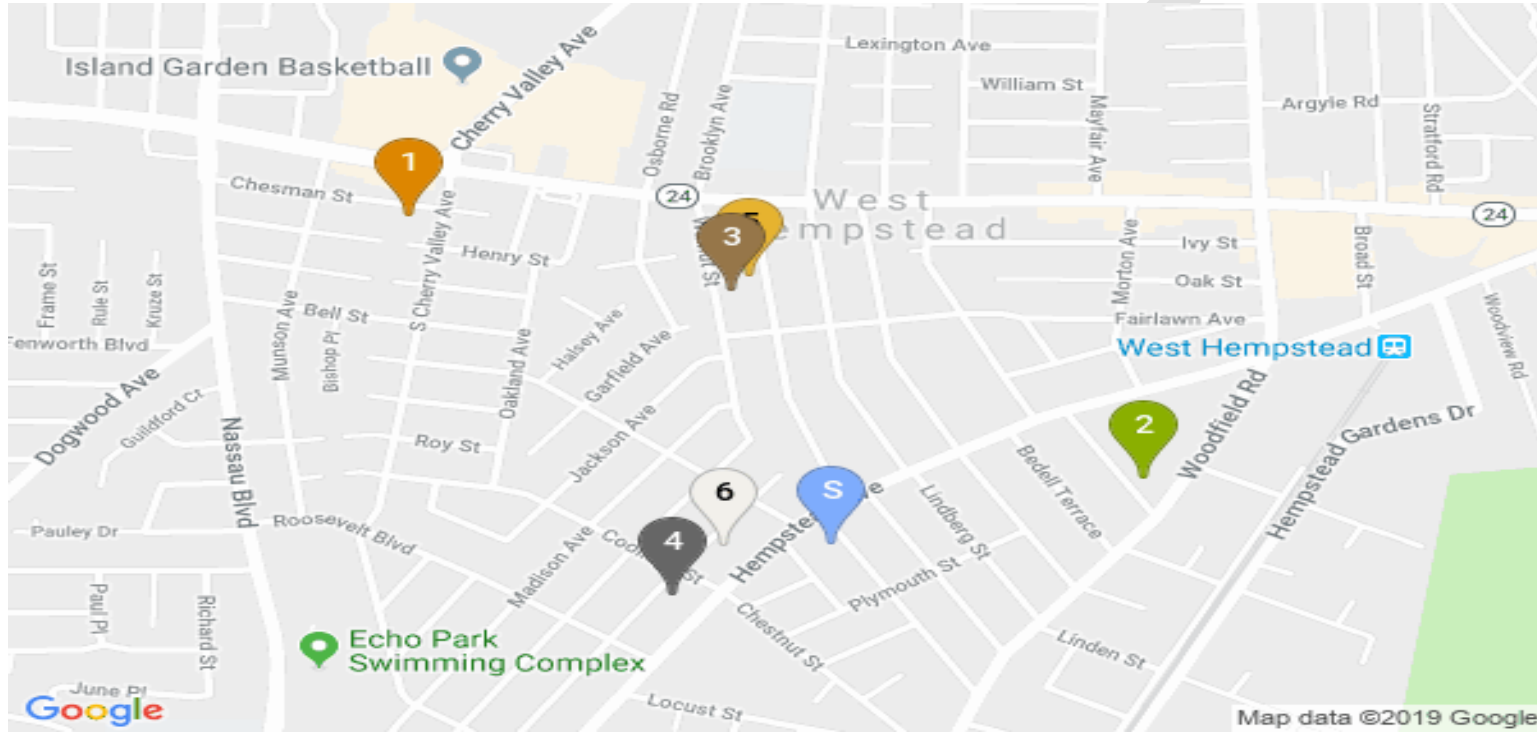 Lexington Ave
Island Garden Basketball
Cherry Valley Ave
William St
Mayfair Ave
Argyle Rd
Stratford Rd
Osborne Rd
Brooklyn Ave
1
Chesman St
24
West
Hempstead
24
5
3
S Cherry Valley Ave
Henry St
Morton Ave
Ivy St
Broad St
Oak St
Frame St
Rule St
Kruze St
Munson Ave
Bell St
Bishop Pl
Fenworth Blvd
Halsey Ave
Garfield Ave
Oakland Ave
Fairlawn Ave
West Hempstead
Woodview Rd
Dogwood Ave
Guildford Ct
Nassau Blvd
Roy St
Jackson Ave
2
Woodfield Rd
Hempstead Gardens Dr
Bedell Terrace
6
S
Lindberg St
Hempstead Ave
Pauley Dr
Roosevelt Blvd
Madison Ave
4
St
Plymouth St
Chestnut St
Paul Pl
Richard St
Echo Park
Swimming Complex
Linden St
June Pl
Locust St
Google
Map data ©2019 Google